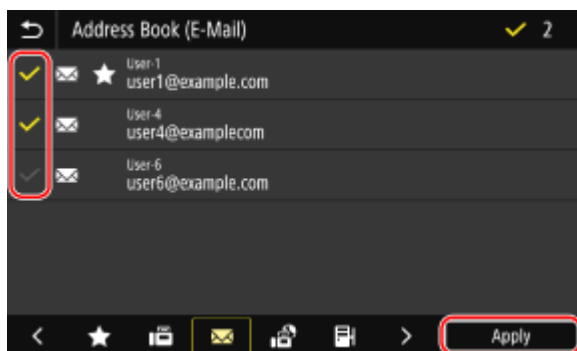 Address Book (E-Mail)
2
User-1
user1@example.com
User-4
user4@examplecom
User-6
user6@example.com
Apply